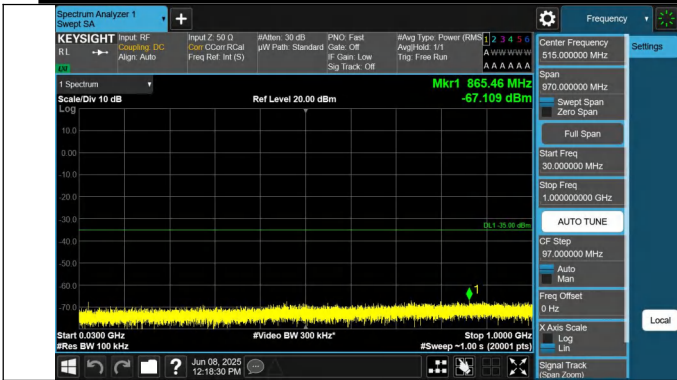 Spectrum Analyzer 1
Swept SA
Frequency
KEYSIGHT
Input: RF
Input Z: 50 Ω
#Atten: 30 dB
PNO: Fast
#Avg Type: Power (RMS
1 2 3 4 5 6
RL
Coupling: DC
Corr CCorr RCal
µW Path: Standard
Gate: Off
Avg|Hold: 1/1
A W W W W W
Align: Auto
Freq Ref: Int (S)
IF Gain: Low
Trig: Free Run
Sig Track: Off
A A A A A A
LXI
1 Spectrum
Mkr1 865.46 MHz
Scale/Div 10 dB
Ref Level 20.00 dBm
-67.109 dBm
Log
10.0
0.00
-10.0
-20.0
-30.0
DL1 -35.00 dBm
-40.0
-50.0
-60.0
1
-70.0
Start 0.0300 GHz
#Video BW 300 kHz*
Stop 1.0000 GHz
#Res BW 100 kHz
#Sweep ~1.00 s (20001 pts)
Jun 08, 2025
12:18:30 PM
?
Center Frequency
515.000000 MHz
Settings
Span
970.000000 MHz
Swept Span
Zero Span
Full Span
Start Freq
30.000000 MHz
Stop Freq
1.000000000 GHz
AUTO TUNE
CF Step
97.000000 MHz
Auto
Man
Freq Offset
0 Hz
Local
X Axis Scale
Log
Lin
Signal Track
(Span Zoom)